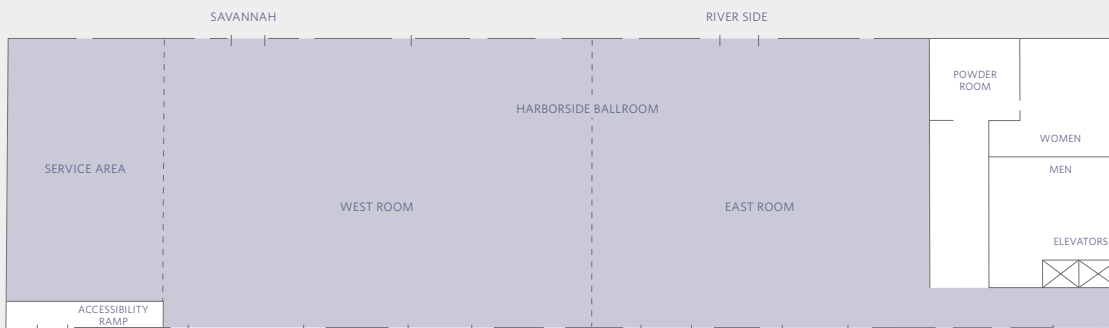 SAVANNAH
RIVER SIDE
POWDER
ROOM
HARBORSIDE BALLROOM
WOMEN
SERVICE AREA
MEN
WEST ROOM
EAST ROOM
ELEVATORS
ACCESSIBILITY
RAMP